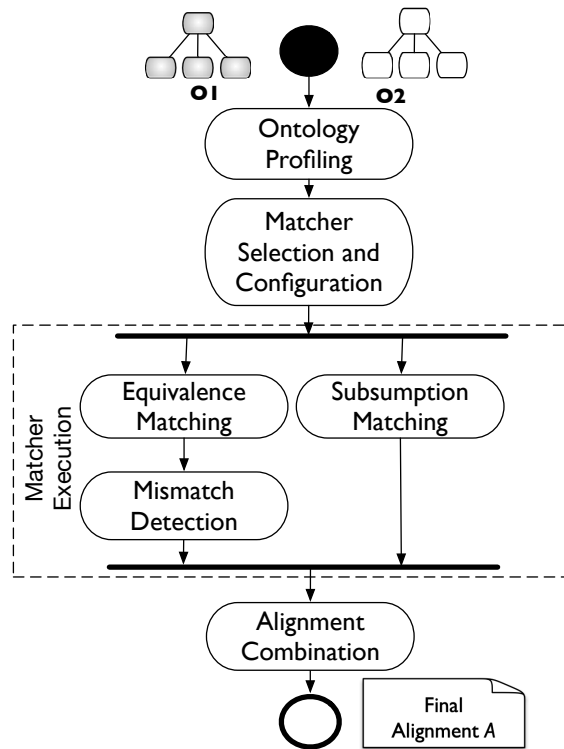 O1
O2
Ontology
Profiling
Matcher
Selection and
Configuration
Matcher
Execution
Equivalence
Matching
Subsumption
Matching
Mismatch
Detection
Alignment
Combination
Final
Alignment A